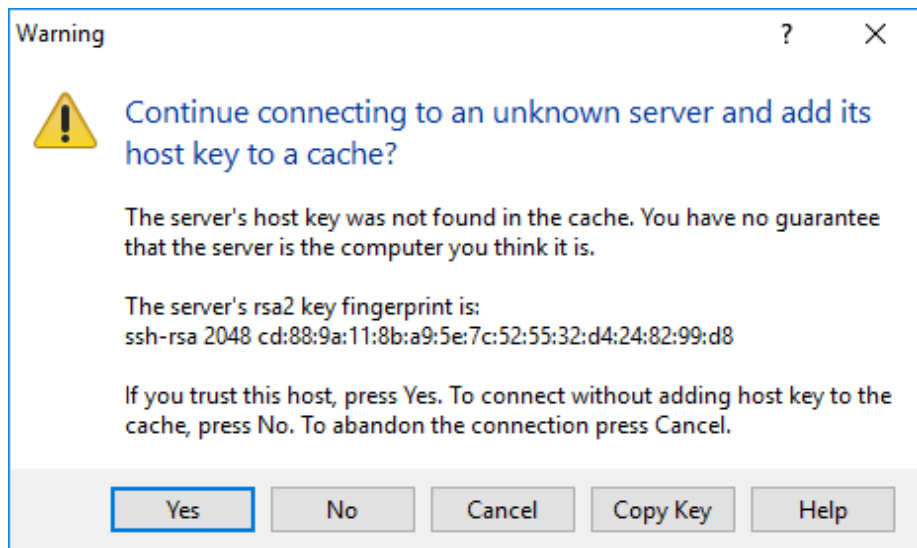 Warning
?
Continue connecting to an unknown server and add its
host key to a cache?
The server's host key was not found in the cache. You have no guarantee
that the server is the computer you think it is.
The server's rsa2 key fingerprint is:
ssh-rsa 2048 cd:88:9a:11:8b:a9:5e:7c:52:55:32:d4:24:82:99:d8
If you trust this host, press Yes. To connect without adding host key to the
cache, press No. To abandon the connection press Cancel.
Yes No Cancel Copy Key Help